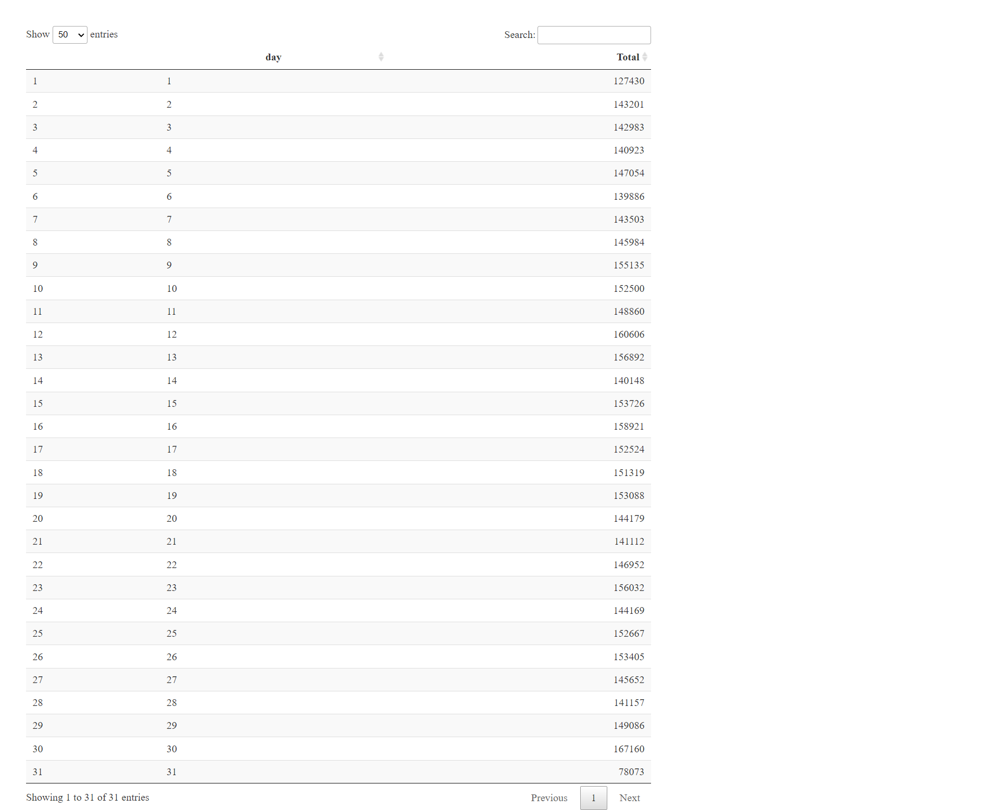 Show 50 entries Search:
day Total
1 1 127430
2 2 143201
3 3 142983
4 4 140923
5 5 147054
6 6 139886
7 7 143503
8 8 145984
9 9 155135
10 10 152500
11 11 148860
12 12 160606
13 13 156892
14 14 140148
15 15 153726
16 16 158921
17 17 152524
18 18 151319
19 19 153088
20 20 144179
21 21 141112
22 22 146952
23 23 156032
24 24 144169
25 25 152667
26 26 153405
27 27 145652
28 28 141157
29 29 149086
30 30 167160
31 31 78073
Showing 1 to 31 of 31 entries Previous 1 Next